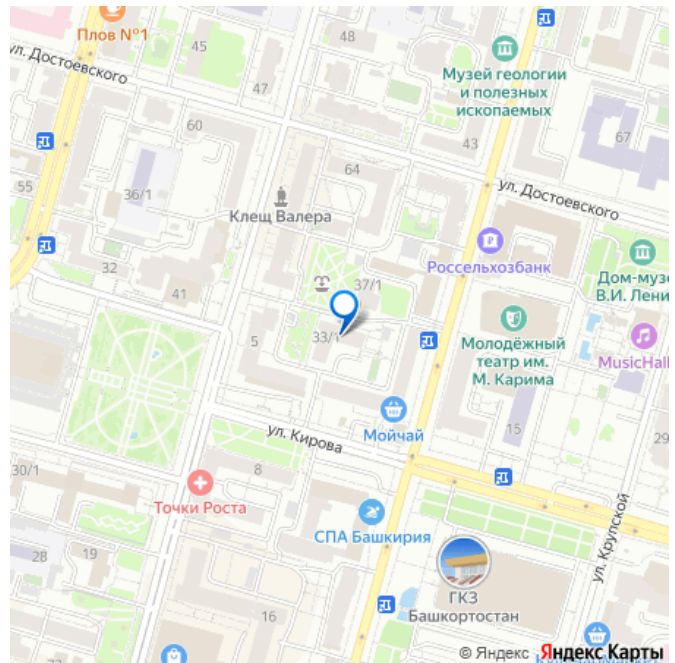 Плов №1
48
45
ул. Достоевского
Музей геологии
и полезных
ископаемых
47
60
67
43
64
ул. Достоевского
55
36/1
Клещ Валера
Россельхозбанк
32
37/1
Дом-музе
В.И. Лени
41
33/1
5
Молодёжный
театр им.
М. Карима
MusicHall
Мойчай
15
ул. Кирова
29
30/1
8
Точки Роста
СПА Башкирия
ул. Крупской
28
19
ГКЗ
Башкортостан
16
© Яндекс Яндекс Карты